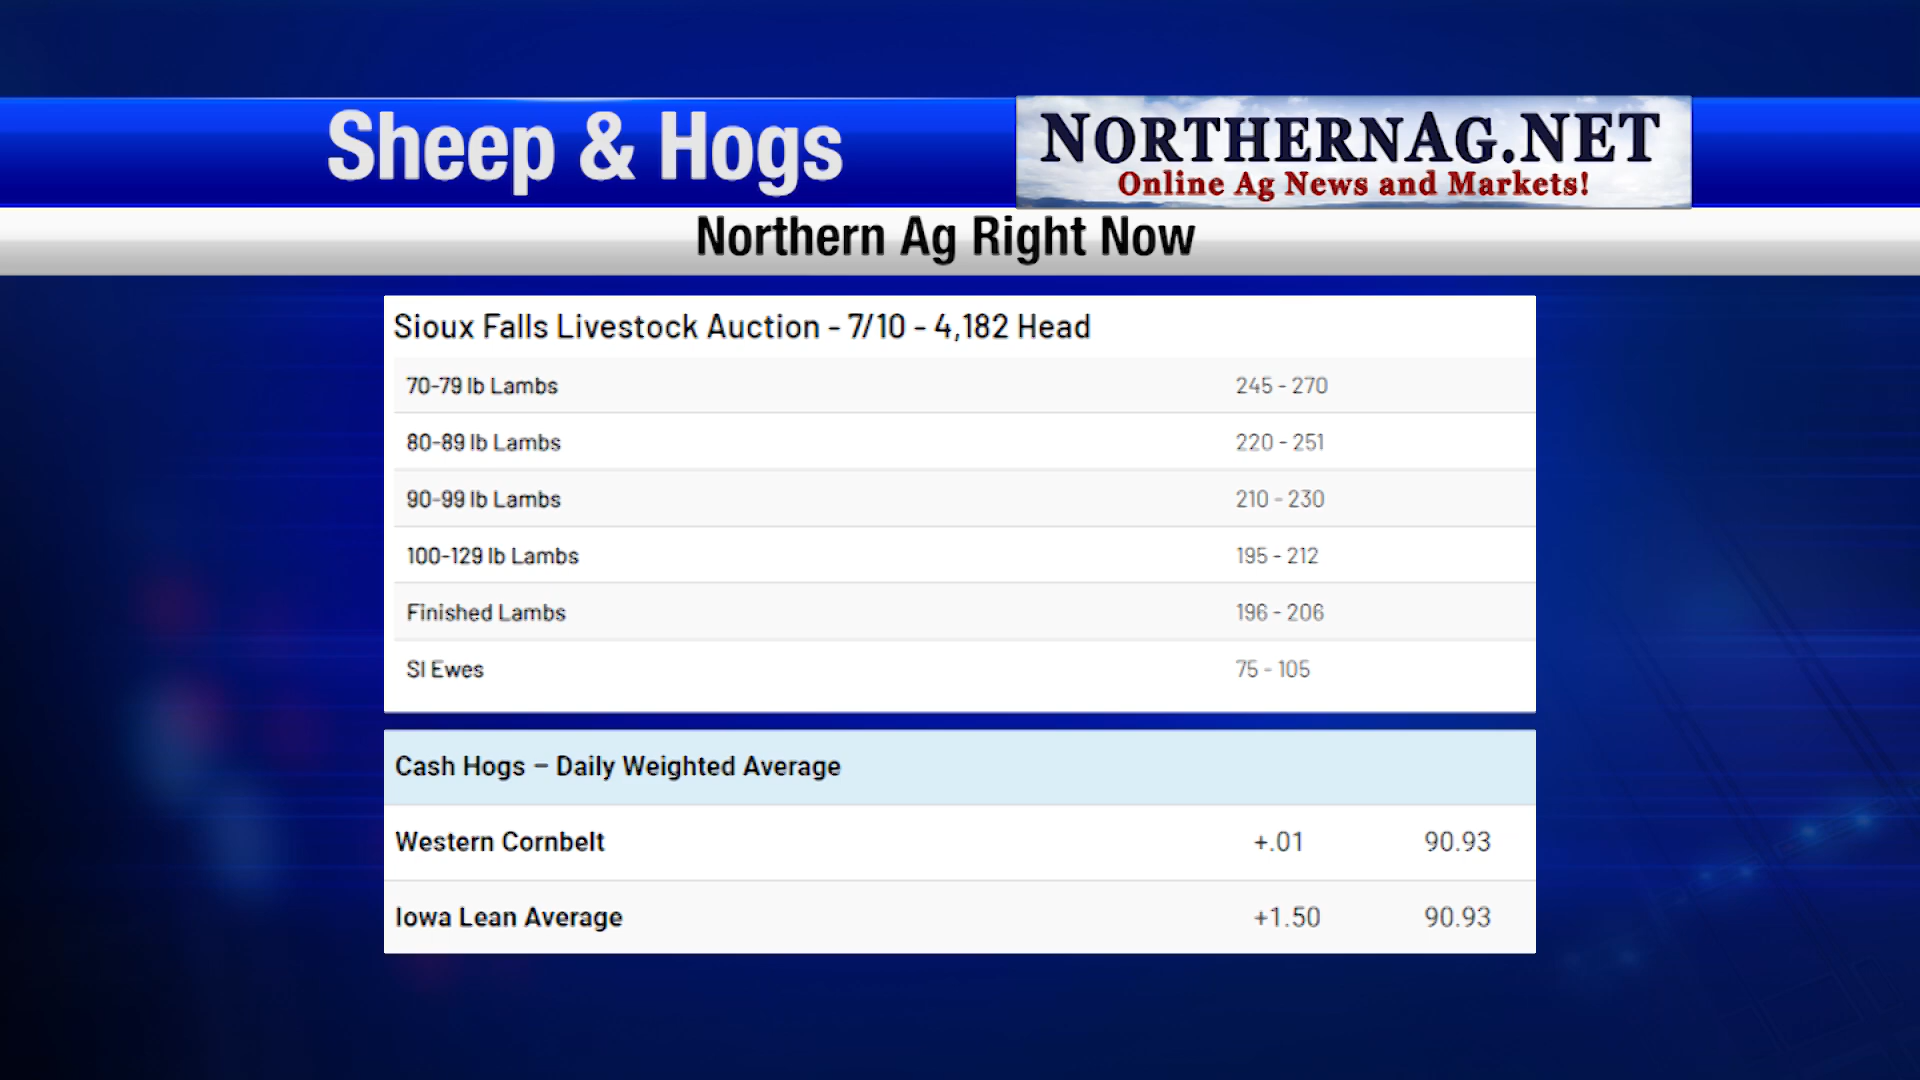 Sheep & Hogs
NORTHERNAG.NET
Online Ag News and Markets!
Northern Ag Right Now
Sioux Falls Livestock Auction - 7/10 - 4,182 Head
70-79 lb Lambs 245 - 270
80-89 lb Lambs 220 - 251
90-99 lb Lambs 210 - 230
100-129 lb Lambs 195 - 212
Finished Lambs 196 - 206
Sl Ewes 75 - 105
Cash Hogs – Daily Weighted Average
Western Cornbelt +.01 90.93
Iowa Lean Average +1.50 90.93